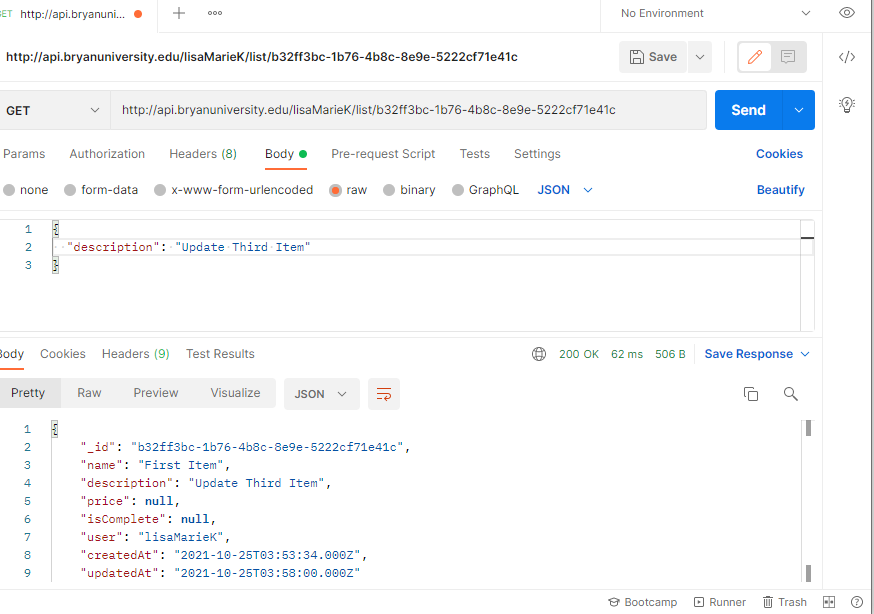 GET http://api.bryanuni...
No Environment
http://api.bryanuniversity.edu/lisaMarieK/list/b32ff3bc-1b76-4b8c-8e9e-5222cf71e41c
Save
GET http://api.bryanuniversity.edu/lisaMarieK/list/b32ff3bc-1b76-4b8c-8e9e-5222cf71e41c Send
Params Authorization Headers (8) Body Pre-request Script Tests Settings Cookies
none form-data x-www-form-urlencoded raw binary GraphQL JSON Beautify
1 {
2 "description": "Update Third Item"
3 }
Body Cookies Headers (9) Test Results 200 OK 62 ms 506 B Save Response
Pretty Raw Preview Visualize JSON
1 {
2 "_id": "b32ff3bc-1b76-4b8c-8e9e-5222cf71e41c",
3 "name": "First Item",
4 "description": "Update Third Item",
5 "price": null,
6 "isComplete": null,
7 "user": "lisaMarieK",
8 "createdAt": "2021-10-25T03:53:34.000Z",
9 "updatedAt": "2021-10-25T03:58:00.000Z"
Bootcamp Runner Trash